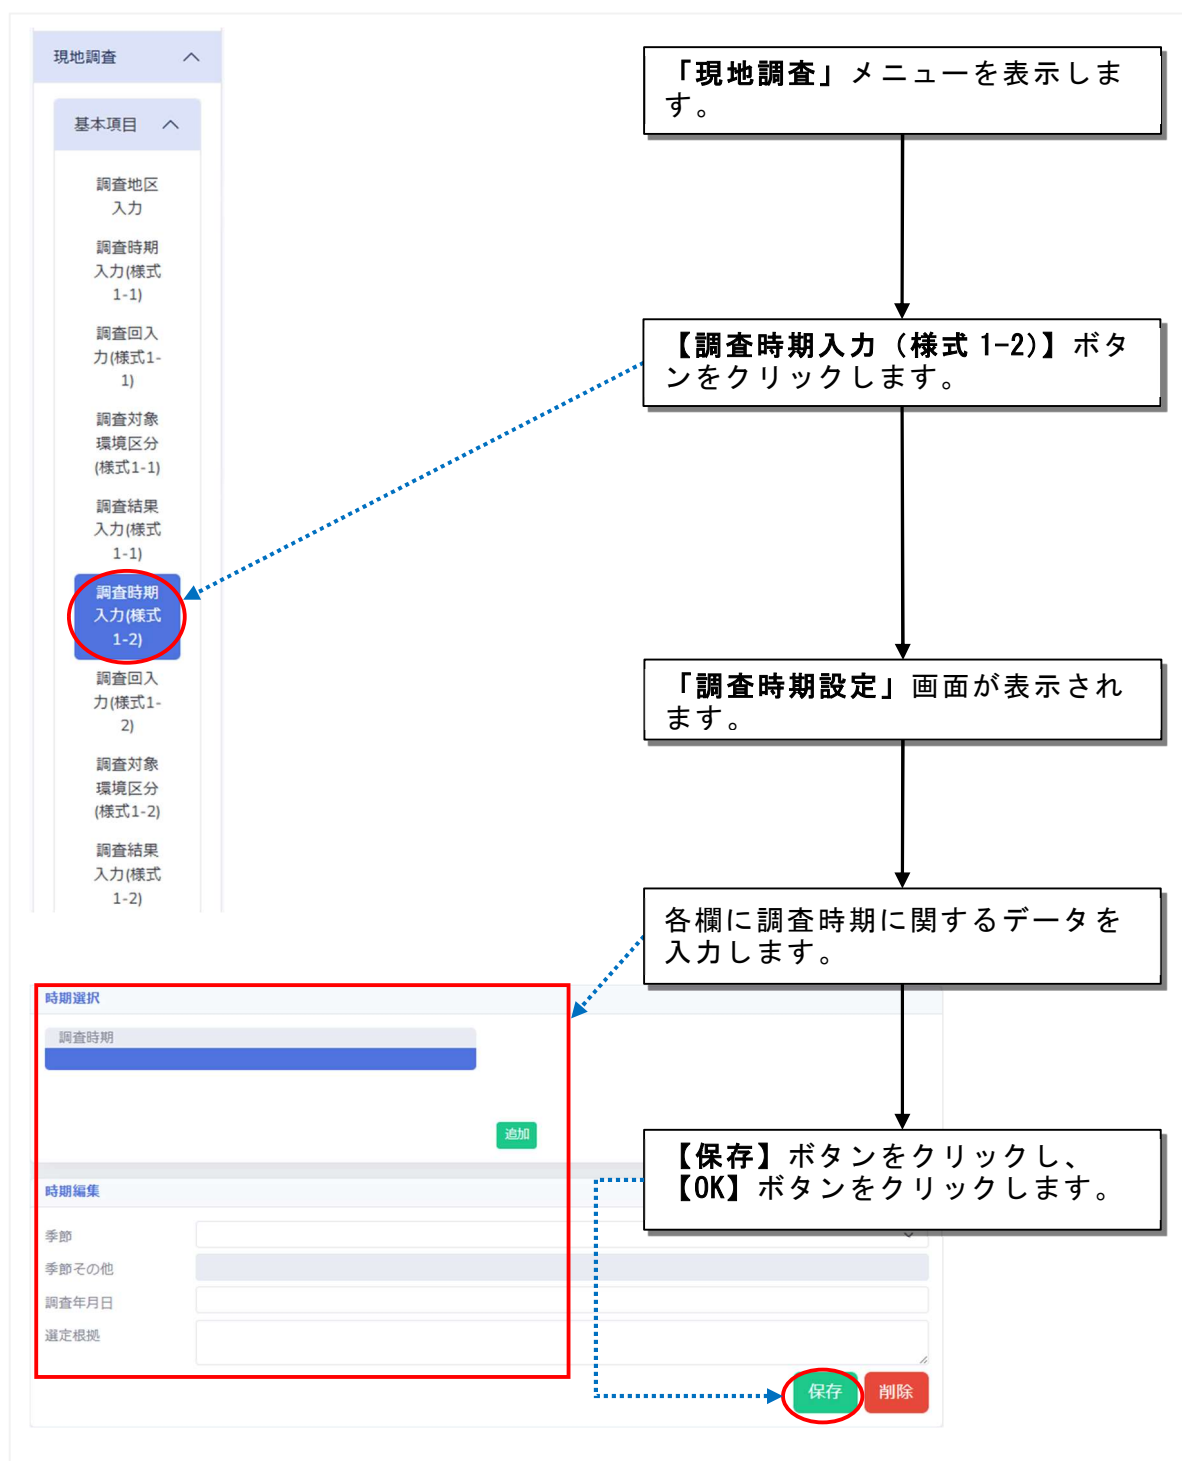 現地調査
基本項目
調査地区
入力
調査時期
入力(様式
1-1)
調査回入
力(様式1-
1)
調査対象
環境区分
(様式1-1)
調査結果
入力(様式
1-1)
調査時期
入力(様式
1-2)
調査回入
力(様式1-
2)
調査対象
環境区分
(様式1-2)
調査結果
入力(様式
1-2)
「現地調査」メニューを表示しま
す。
【調査時期入力（様式 1-2)】ボタ
ンをクリックします。
「調査時期設定」画面が表示され
ます。
各欄に調査時期に関するデータを
入力します。
【保存】ボタンをクリックし、
【OK】ボタンをクリックします。
時期選択
調査時期
追加
時期編集
季節
季節その他
調査年月日
選定根拠
保存
削除